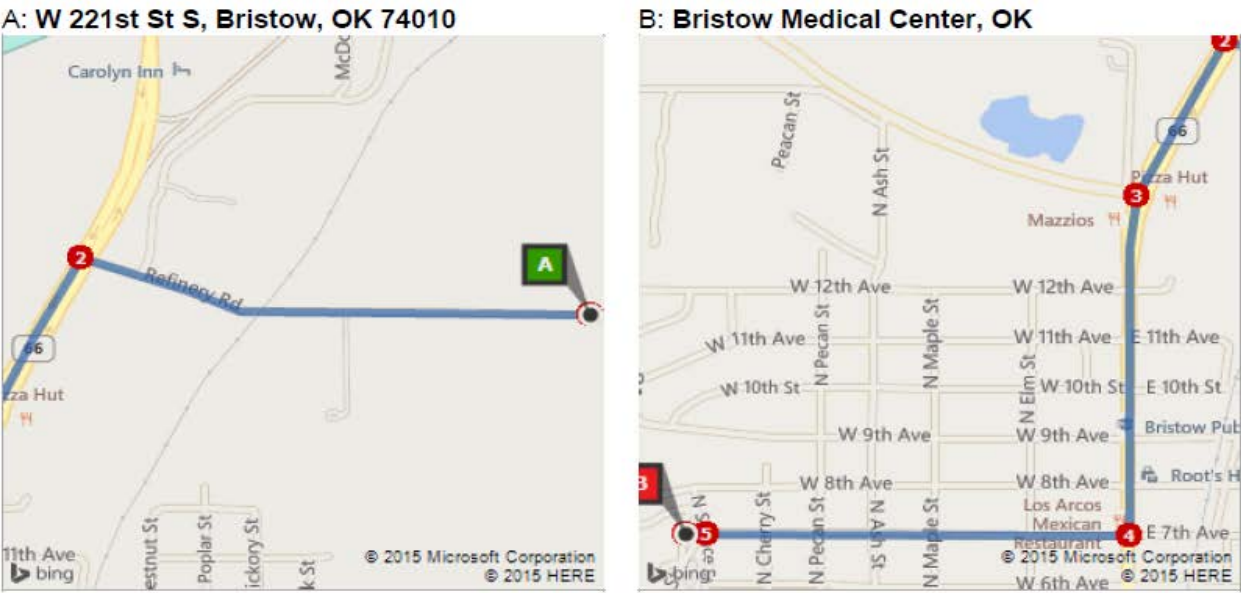 A: W 221st St S, Bristow, OK 74010
Carolyn Inn
McDo
2
Refinery Rd
A
66
zza Hut
11th Ave
estnut St
Poplar St
ickory St
k St
© 2015 Microsoft Corporation
© 2015 HERE
bing
B: Bristow Medical Center, OK
2
Peacan St
66
N Ash St
Pizza Hut
3
Mazzios
W 12th Ave
W 12th Ave
W 11th Ave
N Pecan St
N Maple St
W 11th Ave
E 11th Ave
W 10th St
N Elm St
W 10th St
E 10th St
W 9th Ave
W 9th Ave
Bristow Pub
W 8th Ave
W 8th Ave
Root's H
B
N Cherry St
N Pecan St
N Ash St
N Maple St
Los Arcos
Mexican
Restaurant
5
4
E 7th Ave
© 2015 Microsoft Corporation
© 2015 HERE
bing
W 6th Ave